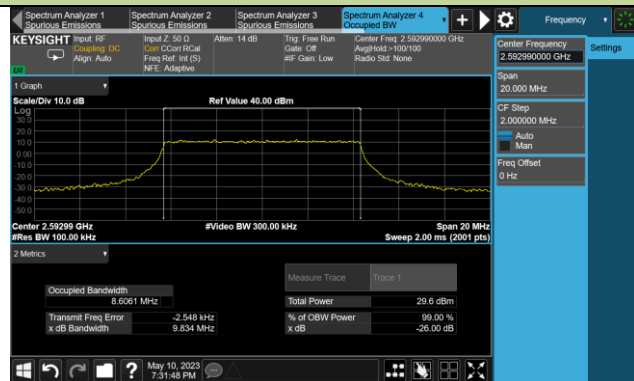 Spectrum Analyzer 1
Spurious Emissions
Spectrum Analyzer 2
Spurious Emissions
Spectrum Analyzer 3
Spurious Emissions
Spectrum Analyzer 4
Occupied BW
Frequency
KEYSIGHT
Input: RF
Coupling: DC
Align: Auto
Input Z: 50 Ω
Corr CCorr RCal
Freq Ref: Int (S)
NFE: Adaptive
Atten: 14 dB
Trig: Free Run
Gate: Off
#IF Gain: Low
Center Freq: 2.592990000 GHz
Avg|Hold:>100/100
Radio Std: None
LXI
Center Frequency
2.592990000 GHz
Settings
Span
20.000 MHz
CF Step
2.000000 MHz
Auto
Man
Freq Offset
0 Hz
1 Graph
Scale/Div 10.0 dB
Ref Value 40.00 dBm
Log
30.0
20.0
10.0
0.00
-10.0
-20.0
-30.0
-40.0
-50.0
Center 2.59299 GHz
#Video BW 300.00 kHz
Span 20 MHz
#Res BW 100.00 kHz
Sweep 2.00 ms (2001 pts)
2 Metrics
Measure Trace
Trace 1
Occupied Bandwidth
8.6061 MHz
Total Power
29.6 dBm
Transmit Freq Error
-2.548 kHz
% of OBW Power
99.00 %
x dB Bandwidth
9.834 MHz
x dB
-26.00 dB
?
May 10, 2023
7:31:48 PM